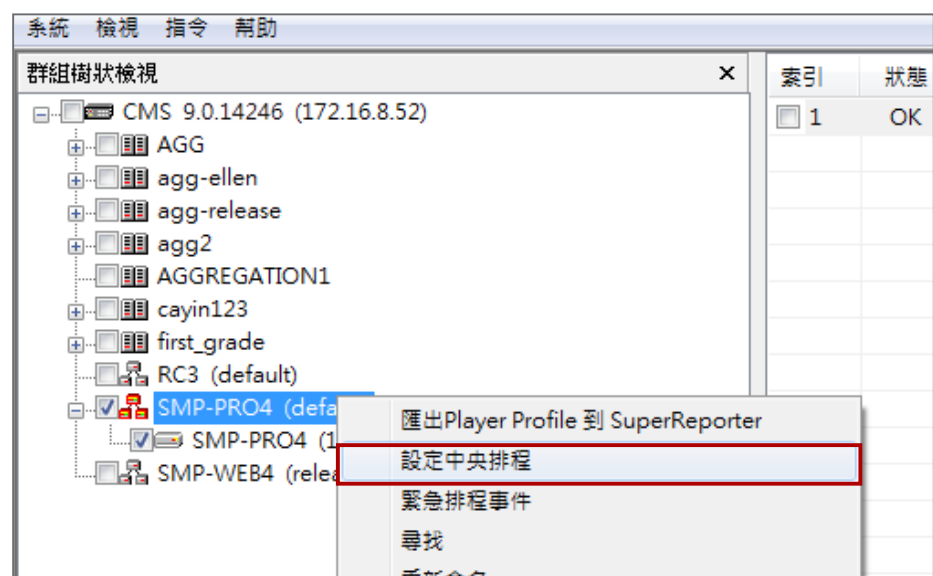 系統 檢視 指令 幫助
群組樹狀檢視
索引 狀態
CMS 9.0.14246 (172.16.8.52)
1 OK
AGG
agg-ellen
agg-release
agg2
AGGREGATION1
cayin123
first_grade
RC3 (default)
SMP-PRO4 (defa
匯出Player Profile 到 SuperReporter
SMP-PRO4 (1
設定中央排程
SMP-WEB4 (relea
緊急排程事件
尋找